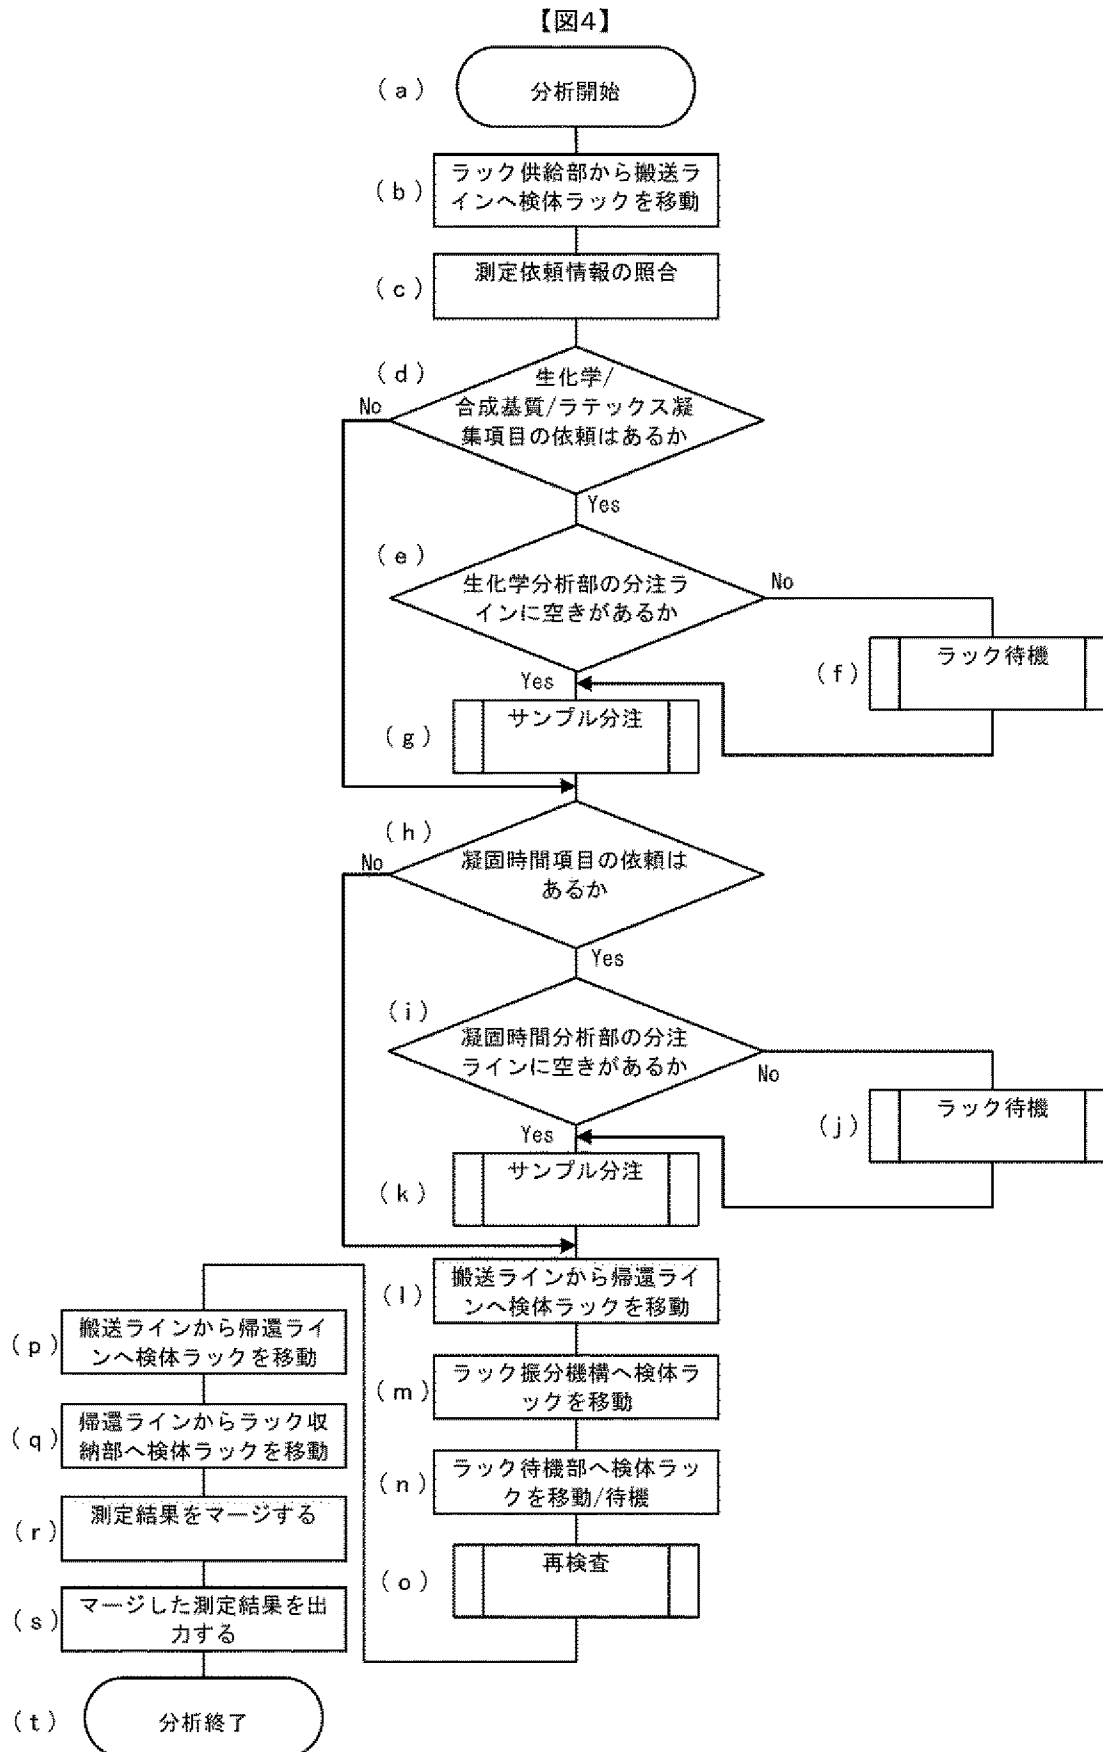 【図4】
(a)
分析開始
(b)
ラック供給部から搬送ラ
インへ検体ラックを移動
(c)
測定依頼情報の照合
(d)
生化学/
合成基質/ラテックス凝
集項目の依頼はあるか
No
Yes
(e)
生化学分析部の分注ラ
インに空きがあるか
No
(f)
ラック待機
Yes
(g)
サンプル分注
(h)
凝固時間項目の依頼は
あるか
No
Yes
(i)
凝固時間分析部の分注
ラインに空きがあるか
No
(j)
ラック待機
Yes
(k)
サンプル分注
(l)
搬送ラインから帰還ライ
ンへ検体ラックを移動
(m)
ラック振分機構へ検体ラ
ックを移動
(n)
ラック待機部へ検体ラッ
クを移動/待機
(o)
再検査
(p)
搬送ラインから帰還ライ
ンへ検体ラックを移動
(q)
帰還ラインからラック収
納部へ検体ラックを移動
(r)
測定結果をマージする
(s)
マージした測定結果を出
力する
(t)
分析終了